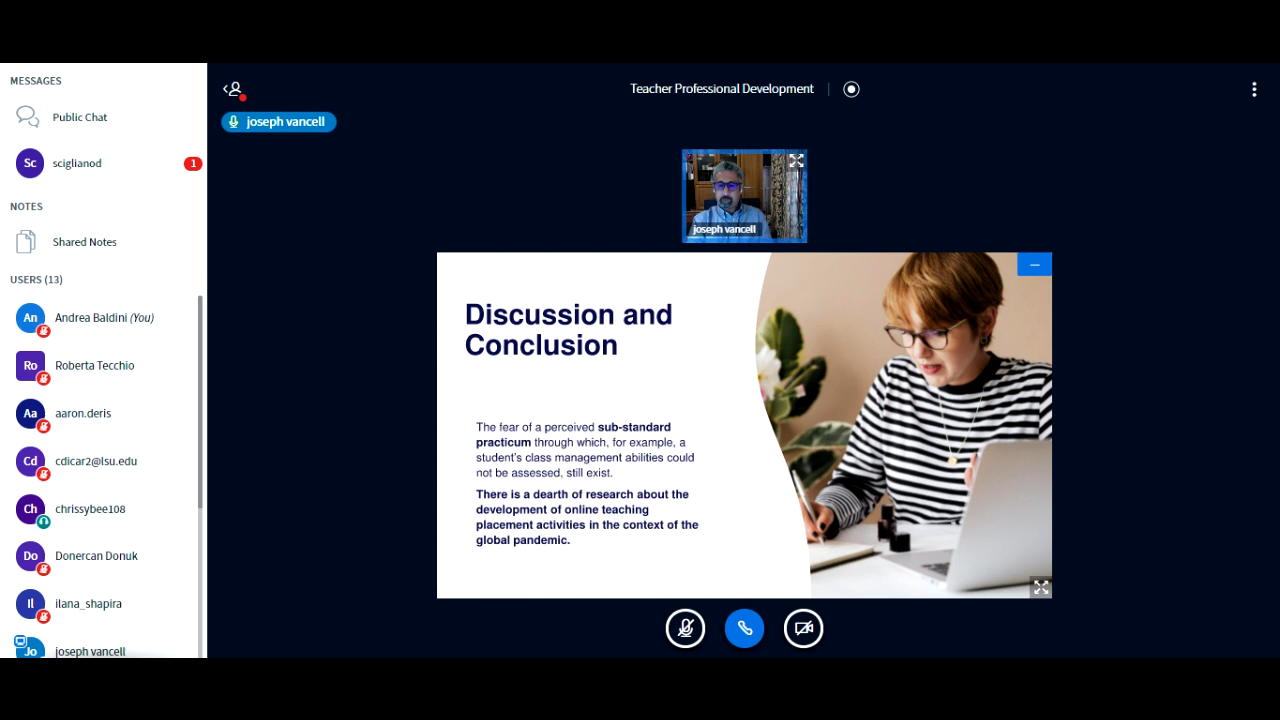 MESSAGES
Public Chat
Sc
sciglianod
1
NOTES
Shared Notes
USERS (13)
An
Andrea Baldini (You)
Ro
Roberta Tecchio
Aa
aaron.deris
Cd
cdicar2@lsu.edu
Ch
chrissybee108
Do
Donercan Donuk
Il
ilana_shapira
Jo
joseph vancell
Teacher Professional Development
joseph vancell
joseph vancell
Discussion and
Conclusion
The fear of a perceived sub-standard
practicum through which, for example, a
student's class management abilities could
not be assessed, still exist.
There is a dearth of research about the
development of online teaching
placement activities in the context of the
global pandemic.